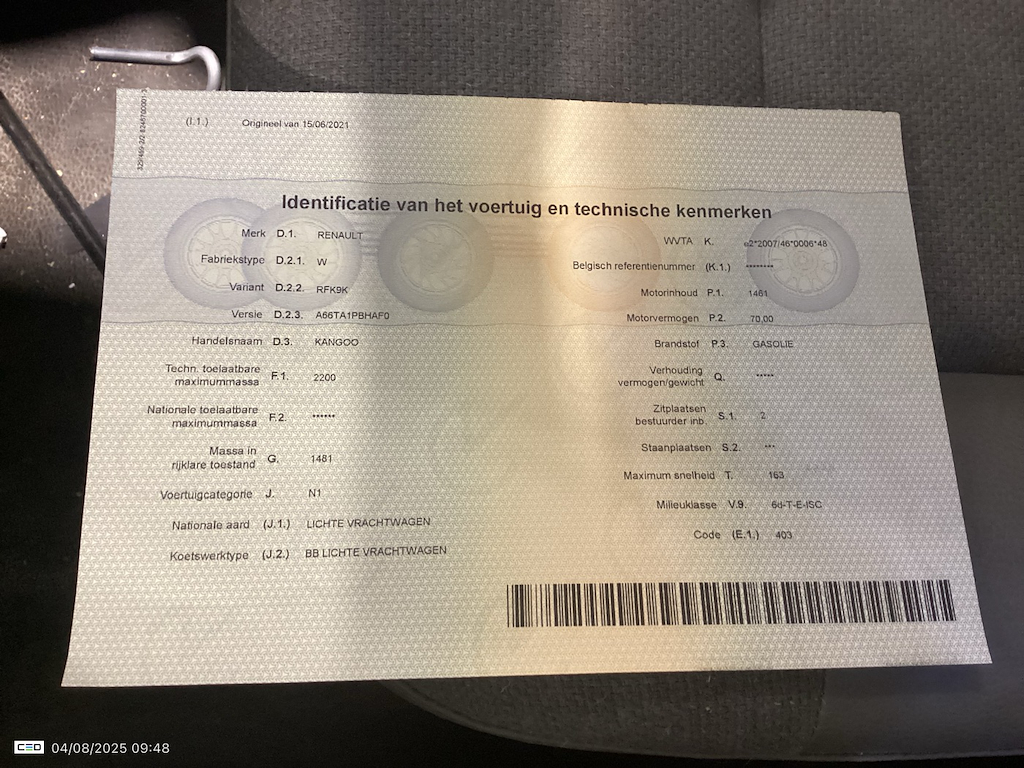 (I.1.) Origineel van 15/06/2021
Identificatie van het voertuig en technische kenmerken
Merk D.1. RENAULT
Fabriekstype D.2.1. W
Variant D.2.2. RFK9K
Versie D.2.3. A66TA1PBHAF0
Handelsnaam D.3. KANGOO
Techn. toelaatbare
maximummassa F.1. 2200
Nationale toelaatbare
maximummassa F.2. ******
Massa in
rijklare toestand G. 1481
Voertuigcategorie J. N1
Nationale aard (J.1.) LICHTE VRACHTWAGEN
Koetswerktype (J.2.) BB LICHTE VRACHTWAGEN
WVTA K. e2*2007/46*0006*48
Belgisch referentienummer (K.1.) ********
Motorinhoud P.1. 1461
Motorvermogen P.2. 70,00
Brandstof P.3. GASOLIE
Verhouding
vermogen/gewicht Q. *****
Zitplaatsen
bestuurder inb. S.1. 2
Staanplaatsen S.2. ***
Maximum snelheid T. 163
Milieuklasse V.9. 6d-T-E-ISC
Code (E.1.) 403
CEO 04/08/2025 09:48